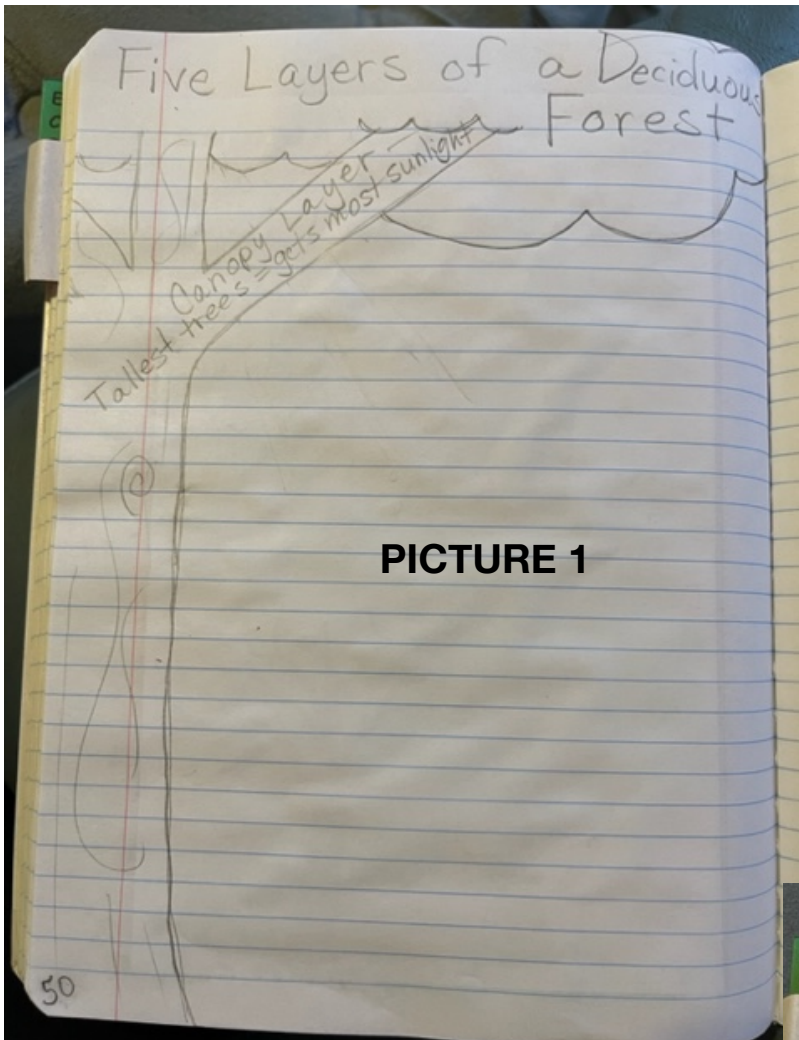 Five Layers of a Deciduous
Forest
Canopy Layer -
Tallest trees = gets most sunlight
PICTURE 1
50